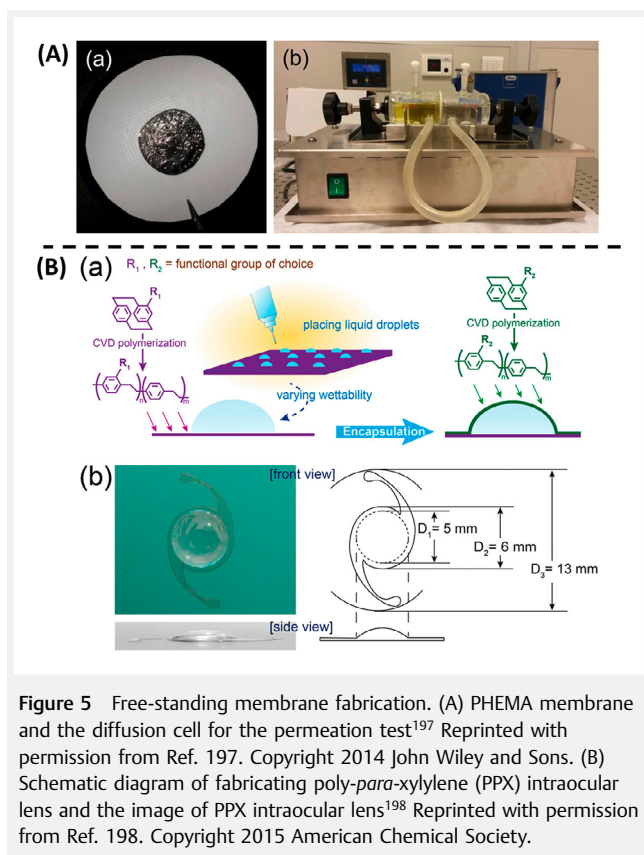 (A)
(a)
(b)
(B)
(a)
R1 , R2 = functional group of choice
R1
CVD polymerization
R1
n
m
placing liquid droplets
varying wettability
Encapsulation
R2
CVD polymerization
R2
n
m
(b)
[front view]
D1= 5 mm
D2= 6 mm
D3= 13 mm
[side view]
Figure 5 Free-standing membrane fabrication. (A) PHEMA membrane
and the diffusion cell for the permeation test197 Reprinted with
permission from Ref. 197. Copyright 2014 John Wiley and Sons. (B)
Schematic diagram of fabricating poly-para-xylylene (PPX) intraocular
lens and the image of PPX intraocular lens198 Reprinted with permission
from Ref. 198. Copyright 2015 American Chemical Society.